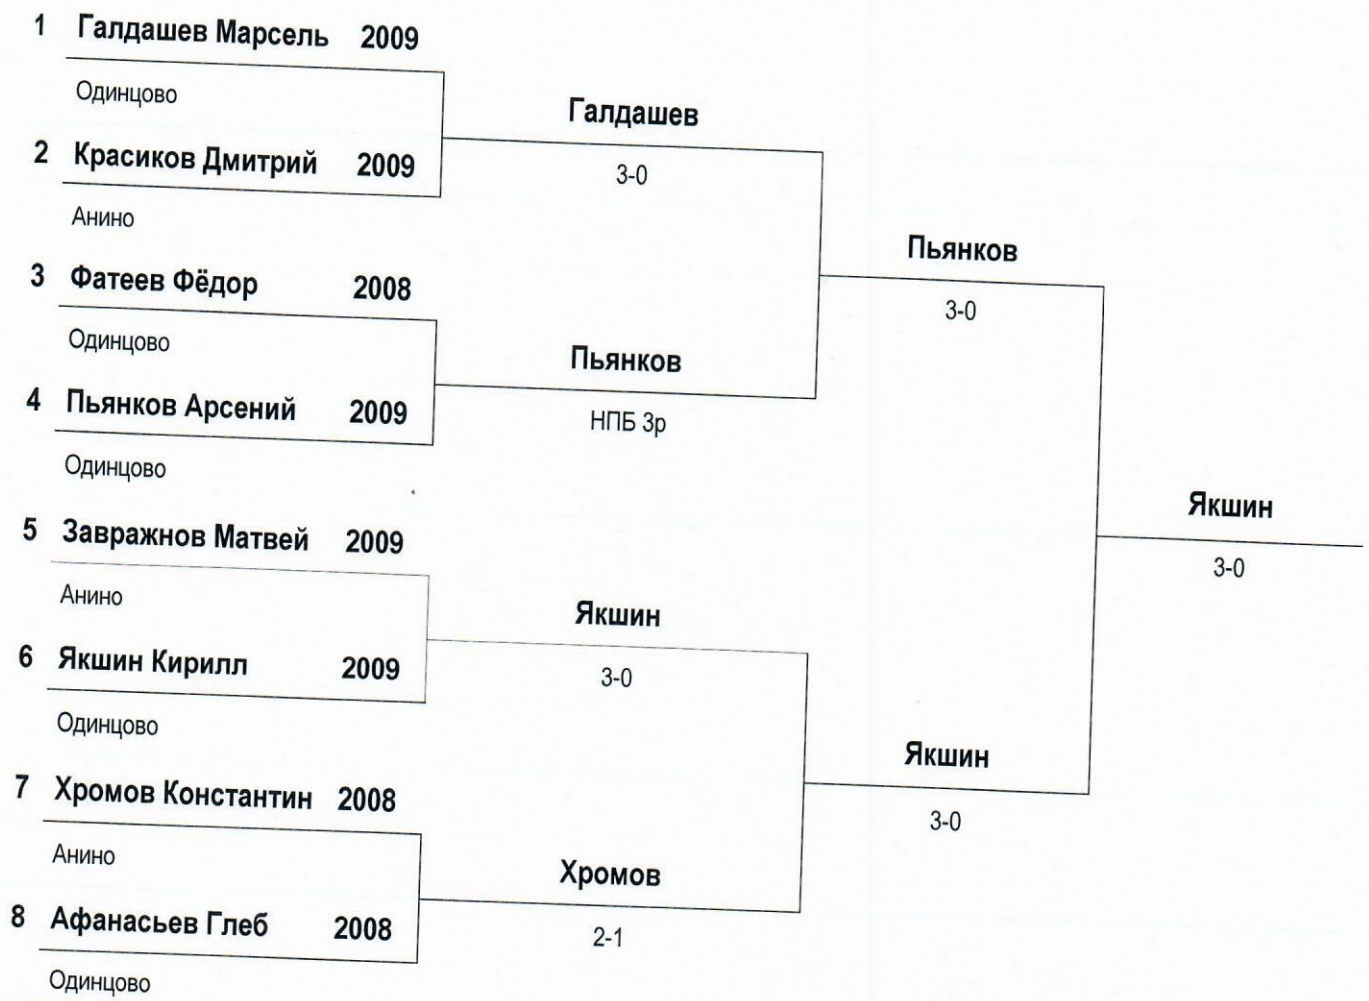 1 Галдашев Марсель 2009
Одинцово
2 Красиков Дмитрий 2009
Анино
3 Фатеев Фёдор 2008
Одинцово
4 Пьянков Арсений 2009
Одинцово
5 Завражнов Матвей 2009
Анино
6 Якшин Кирилл 2009
Одинцово
7 Хромов Константин 2008
Анино
8 Афанасьев Глеб 2008
Одинцово
Галдашев
3-0
Пьянков
НПБ 3р
Якшин
3-0
Хромов
2-1
Пьянков
3-0
Якшин
3-0
Якшин
3-0